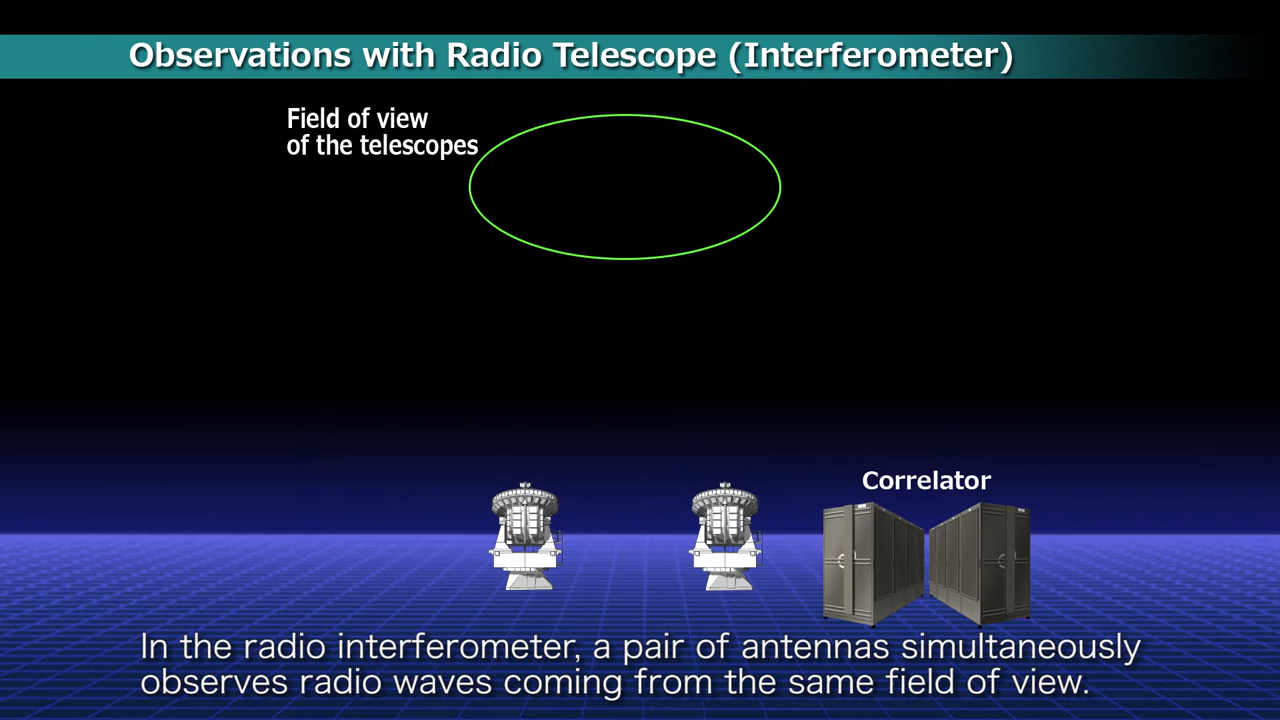 Observations with Radio Telescope (Interferometer)
Field of view
of the telescopes
Correlator
In the radio interferometer, a pair of antennas simultaneously
observes radio waves coming from the same field of view.